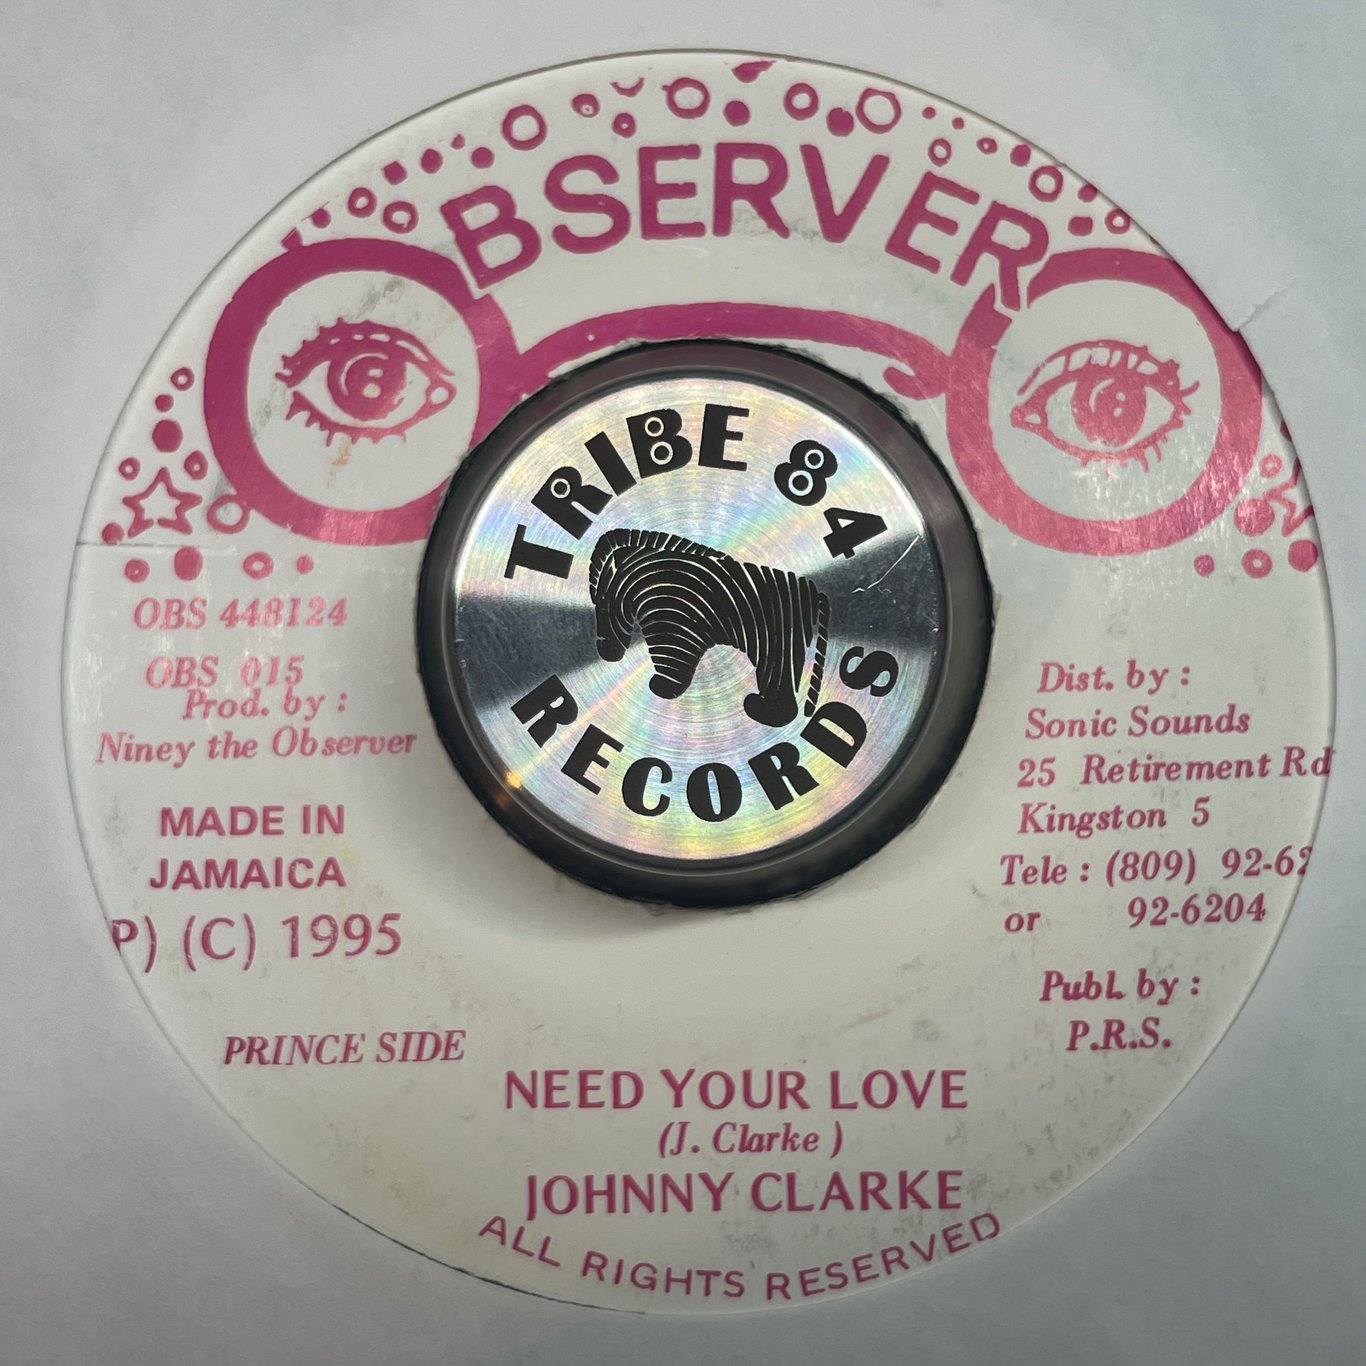 OBSERVER
TRIBE 84
RECORDS
OBS 448124
OBS 015
Prod. by :
Niney the Observer
MADE IN
JAMAICA
P) (C) 1995
PRINCE SIDE
Dist. by :
Sonic Sounds
25 Retirement Rd
Kingston 5
Tele : (809) 92-62
or 92-6204
Publ. by :
P.R.S.
NEED YOUR LOVE
(J. Clarke )
JOHNNY CLARKE
ALL RIGHTS RESERVED